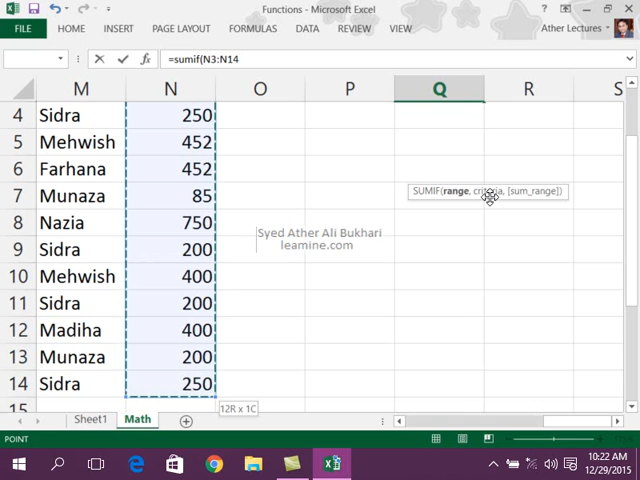 Functions - Microsoft Excel
FILE HOME INSERT PAGE LAYOUT FORMULAS DATA REVIEW VIEW Ather Lectures
=sumif(N3:N14
M N O P Q R S
4 Sidra 250
5 Mehwish 452
6 Farhana 452
7 Munaza 85
SUMIF(range, criteria, [sum_range])
8 Nazia 750
Syed Ather Ali Bukhari
leamine.com
9 Sidra 200
10 Mehwish 400
11 Sidra 200
12 Madiha 400
13 Munaza 200
14 Sidra 250
15
12R x 1C
Sheet1 Math
POINT
10:22 AM
12/29/2015